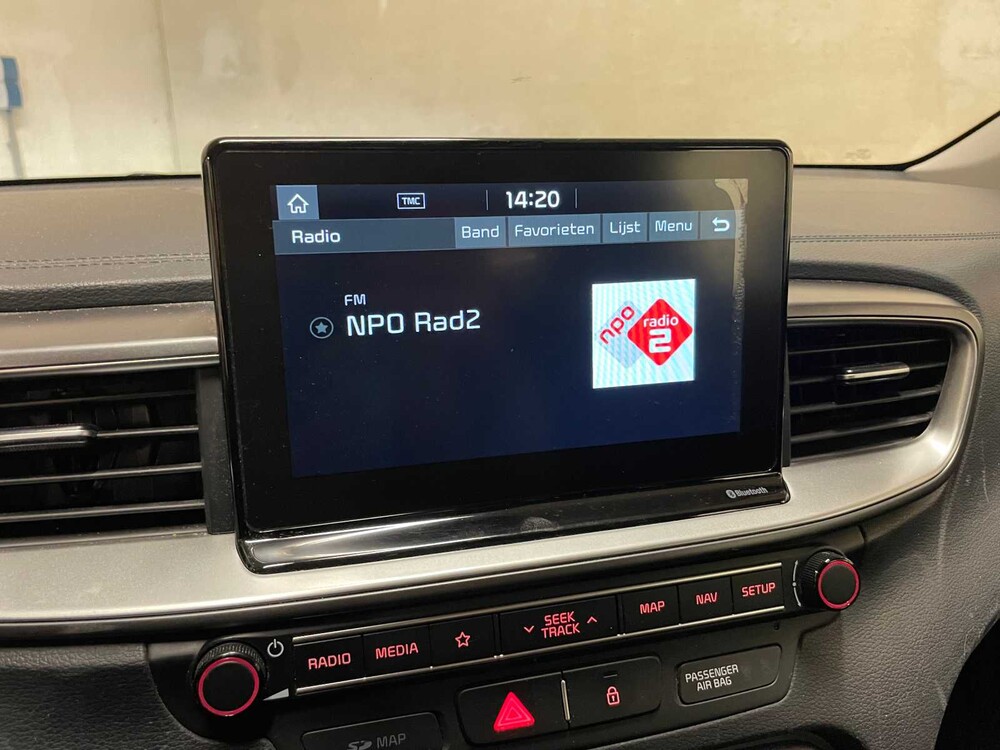 TMC
14:20
Radio
Band
Favorieten
Lijst
Menu
FM
NPO Rad2
npo
radio
2
Bluetooth
RADIO
MEDIA
SEEK
TRACK
MAP
NAV
SETUP
PASSENGER
AIR BAG
SD MAP